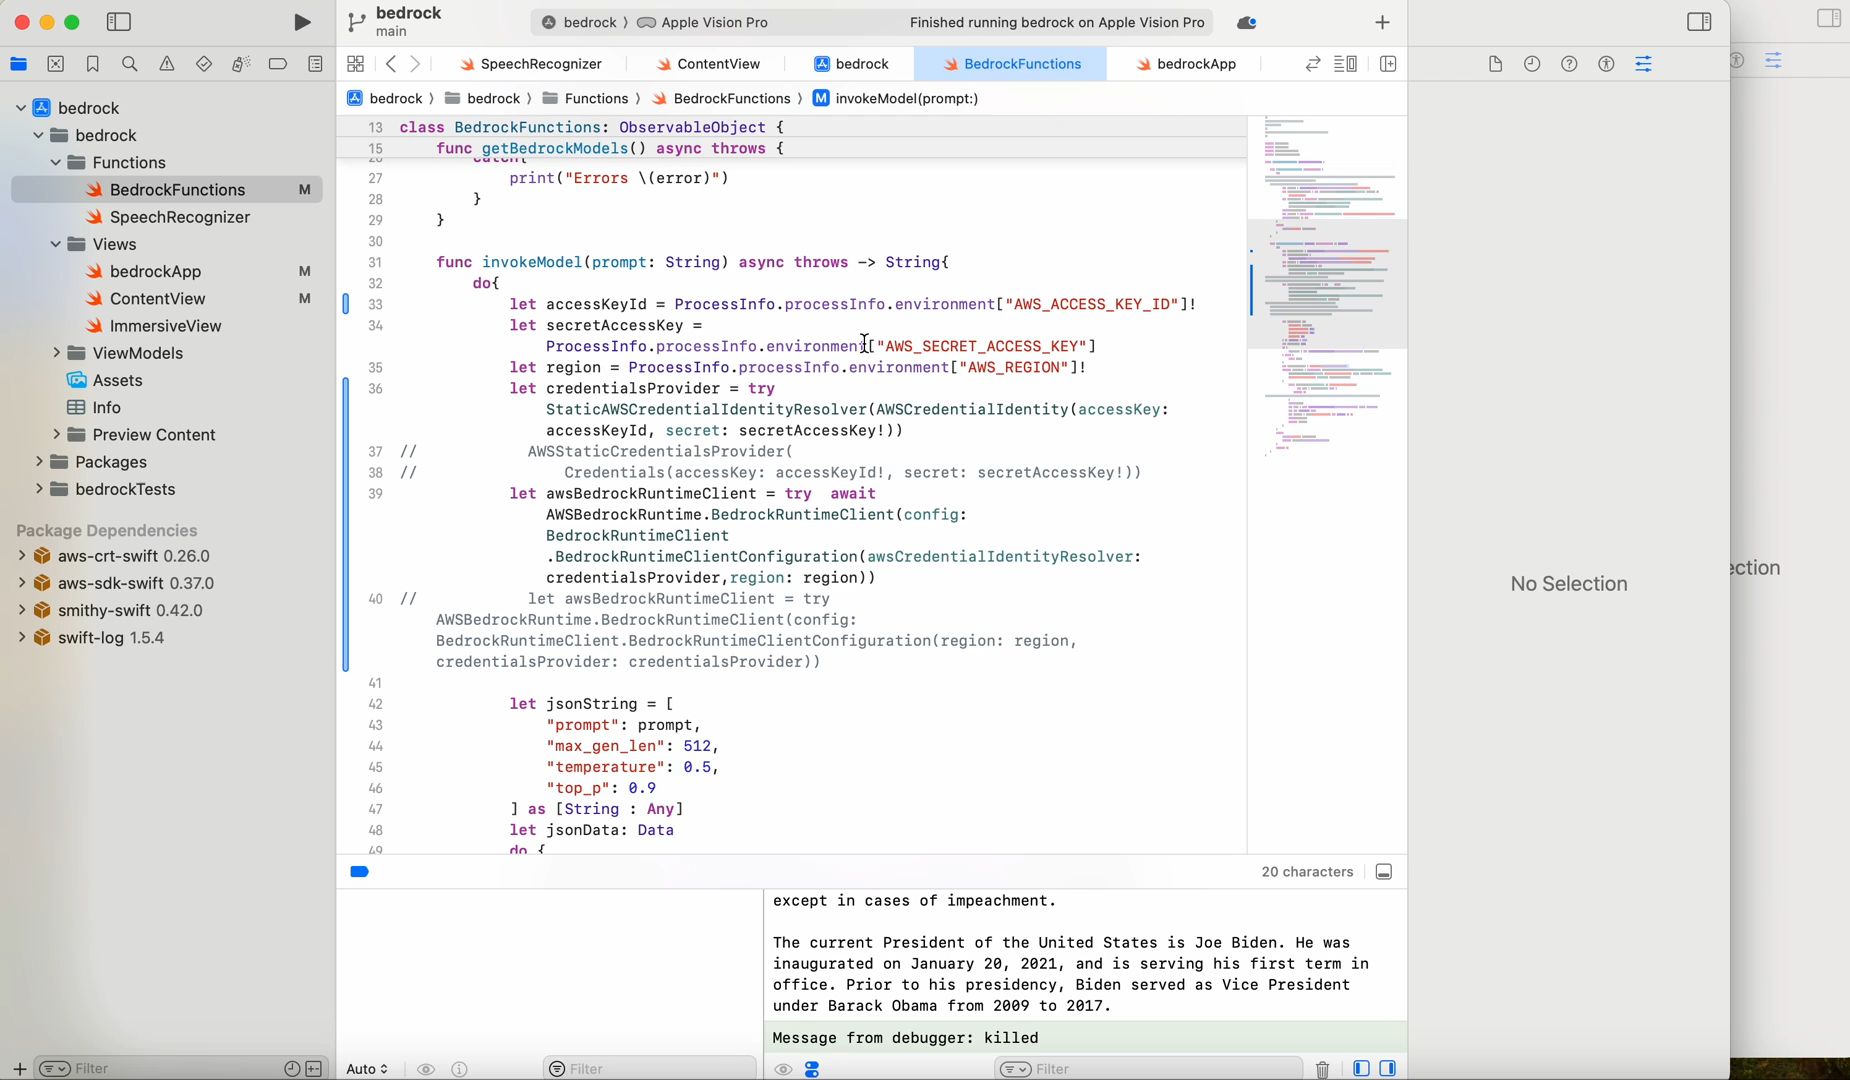 bedrock
main
bedrock 〉 Apple Vision Pro
Finished running bedrock on Apple Vision Pro
SpeechRecognizer
ContentView
bedrock
BedrockFunctions
bedrockApp
bedrock 〉 bedrock 〉 Functions 〉 BedrockFunctions 〉 M invokeModel(prompt:)
bedrock
bedrock
Functions
BedrockFunctions M
SpeechRecognizer
Views
bedrockApp M
ContentView M
ImmersiveView
ViewModels
Assets
Info
Preview Content
Packages
bedrockTests
Package Dependencies
aws-crt-swift 0.26.0
aws-sdk-swift 0.37.0
smithy-swift 0.42.0
swift-log 1.5.4
Filter
13 class BedrockFunctions: ObservableObject {
15 func getBedrockModels() async throws {
26 catch{
27 print("Errors \(error)")
28 }
29 }
30
31 func invokeModel(prompt: String) async throws -> String{
32 do{
33 let accessKeyId = ProcessInfo.processInfo.environment["AWS_ACCESS_KEY_ID"]!
34 let secretAccessKey =
ProcessInfo.processInfo.environment["AWS_SECRET_ACCESS_KEY"]
35 let region = ProcessInfo.processInfo.environment["AWS_REGION"]!
36 let credentialsProvider = try
StaticAWSCredentialIdentityResolver(AWSCredentialIdentity(accessKey:
accessKeyId, secret: secretAccessKey!))
37 // AWSStaticCredentialsProvider(
38 // Credentials(accessKey: accessKeyId!, secret: secretAccessKey!))
39 let awsBedrockRuntimeClient = try  await
AWSBedrockRuntime.BedrockRuntimeClient(config:
BedrockRuntimeClient
.BedrockRuntimeClientConfiguration(awsCredentialIdentityResolver:
credentialsProvider,region: region))
40 // let awsBedrockRuntimeClient = try
AWSBedrockRuntime.BedrockRuntimeClient(config:
BedrockRuntimeClient.BedrockRuntimeClientConfiguration(region: region,
credentialsProvider: credentialsProvider))
41
42 let jsonString = [
43 "prompt": prompt,
44 "max_gen_len": 512,
45 "temperature": 0.5,
46 "top_p": 0.9
47 ] as [String : Any]
48 let jsonData: Data
49 do {
20 characters
except in cases of impeachment.
The current President of the United States is Joe Biden. He was
inaugurated on January 20, 2021, and is serving his first term in
office. Prior to his presidency, Biden served as Vice President
under Barack Obama from 2009 to 2017.
Message from debugger: killed
Auto
Filter
Filter
No Selection
ection